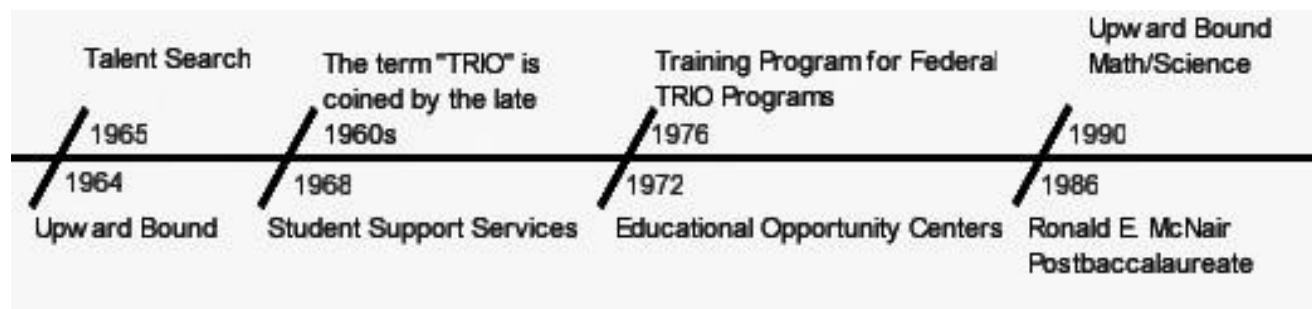 Talent Search
1965
1964
Upward Bound
The term "TRIO" is
coined by the late
1960s
1968
Student Support Services
Training Program for Federal
TRIO Programs
1976
1972
Educational Opportunity Centers
Upward Bound
Math/Science
1990
1986
Ronald E. McNair
Postbaccalaureate